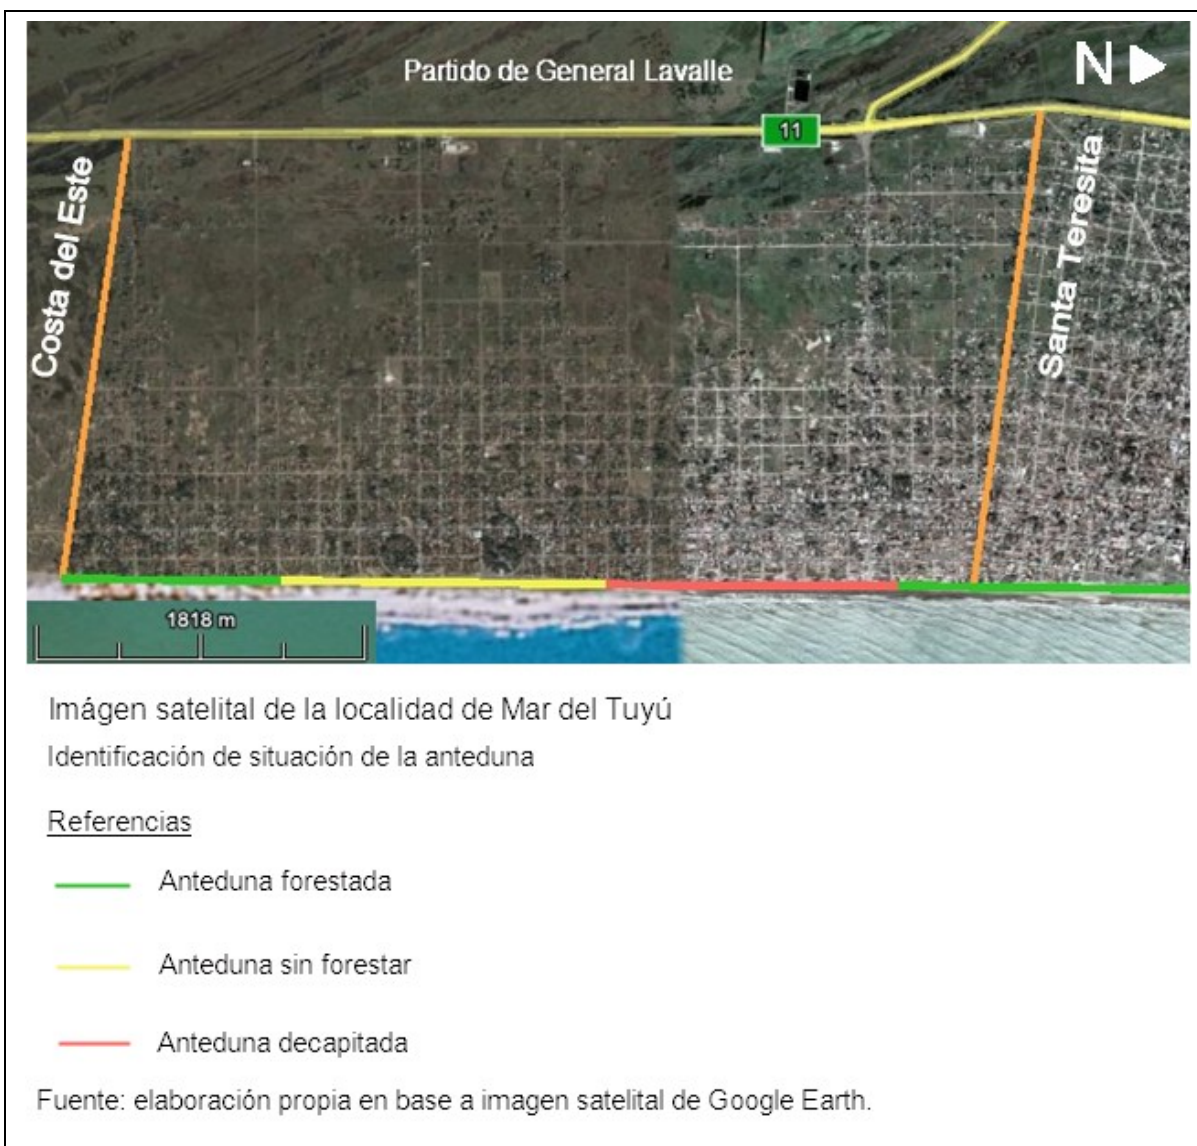 Partido de General Lavalle
N
11
Costa del Este
Santa Teresita
1818 m
Imágen satelital de la localidad de Mar del Tuyú
Identificación de situación de la anteduna
Referencias
Anteduna forestada
Anteduna sin forestar
Anteduna decapitada
Fuente: elaboración propia en base a imagen satelital de Google Earth.